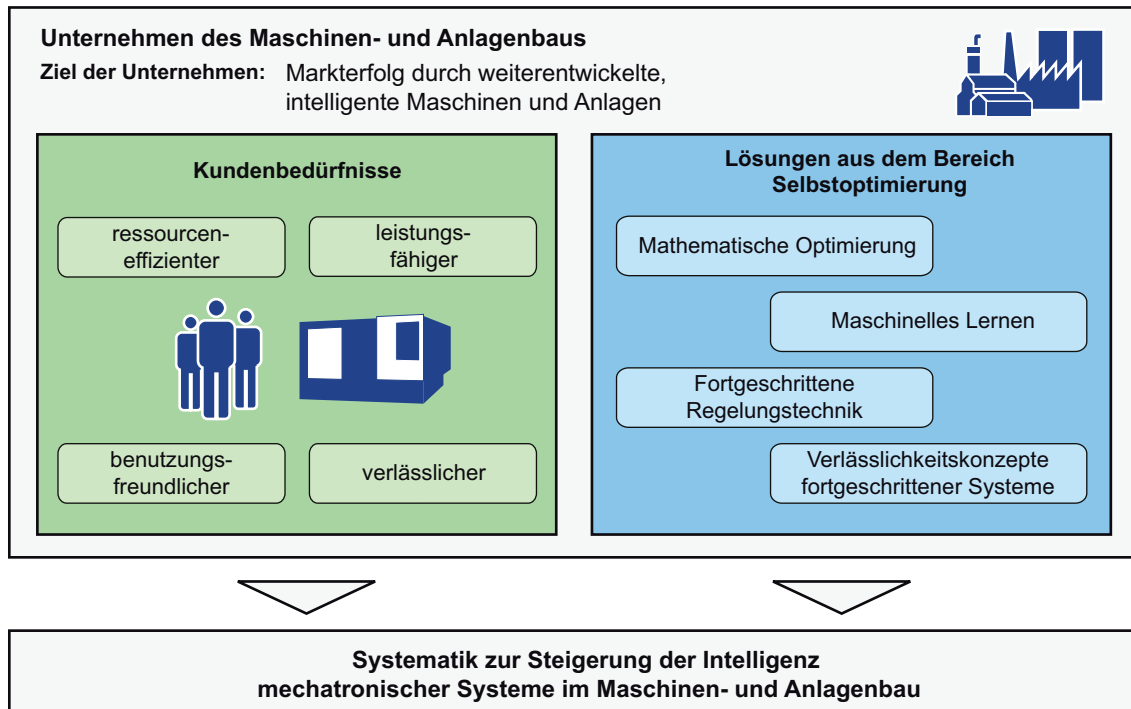 Unternehmen des Maschinen- und Anlagenbaus
Ziel der Unternehmen: Markterfolg durch weiterentwickelte,
intelligente Maschinen und Anlagen
Kundenbedürfnisse
ressourcen-
effizienter
leistungs-
fähiger
benutzungs-
freundlicher
verlässlicher
Lösungen aus dem Bereich
Selbstoptimierung
Mathematische Optimierung
Maschinelles Lernen
Fortgeschrittene
Regelungstechnik
Verlässlichkeitskonzepte
fortgeschrittener Systeme
Systematik zur Steigerung der Intelligenz
mechatronischer Systeme im Maschinen- und Anlagenbau